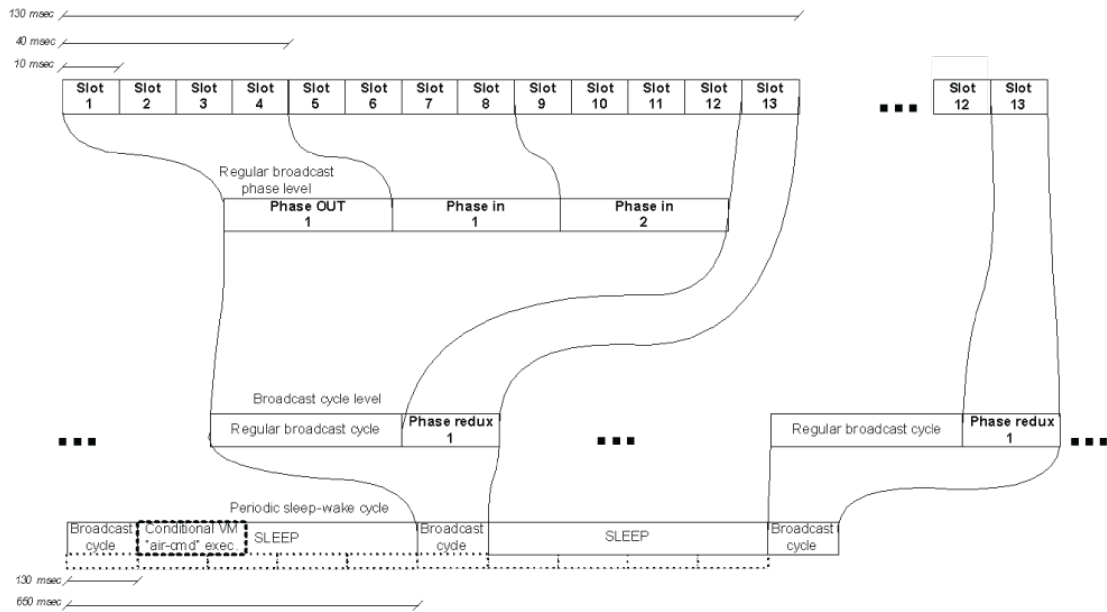 130 msec
40 msec
10 msec
Slot Slot Slot Slot Slot Slot Slot Slot Slot Slot Slot Slot Slot Slot Slot
1 2 3 4 5 6 7 8 9 10 11 12 13 12 13
Regular broadcast
phase level
Phase OUT Phase in Phase in
1 1 2
Broadcast cycle level
Regular broadcast cycle Phase redux Regular broadcast cycle Phase redux
1 1
Periodic sleep-wake cycle
Broadcast Conditional VM SLEEP Broadcast SLEEP Broadcast
cycle "air-cmd" exec. cycle cycle
130 msec
650 msec